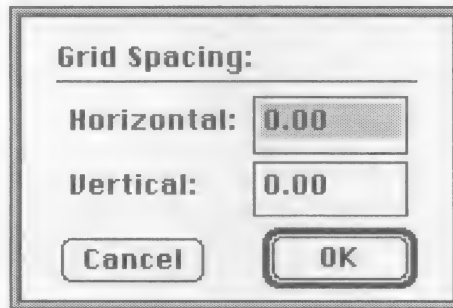 Grid Spacing:
Horizontal: 0.00
Vertical: 0.00
Cancel OK